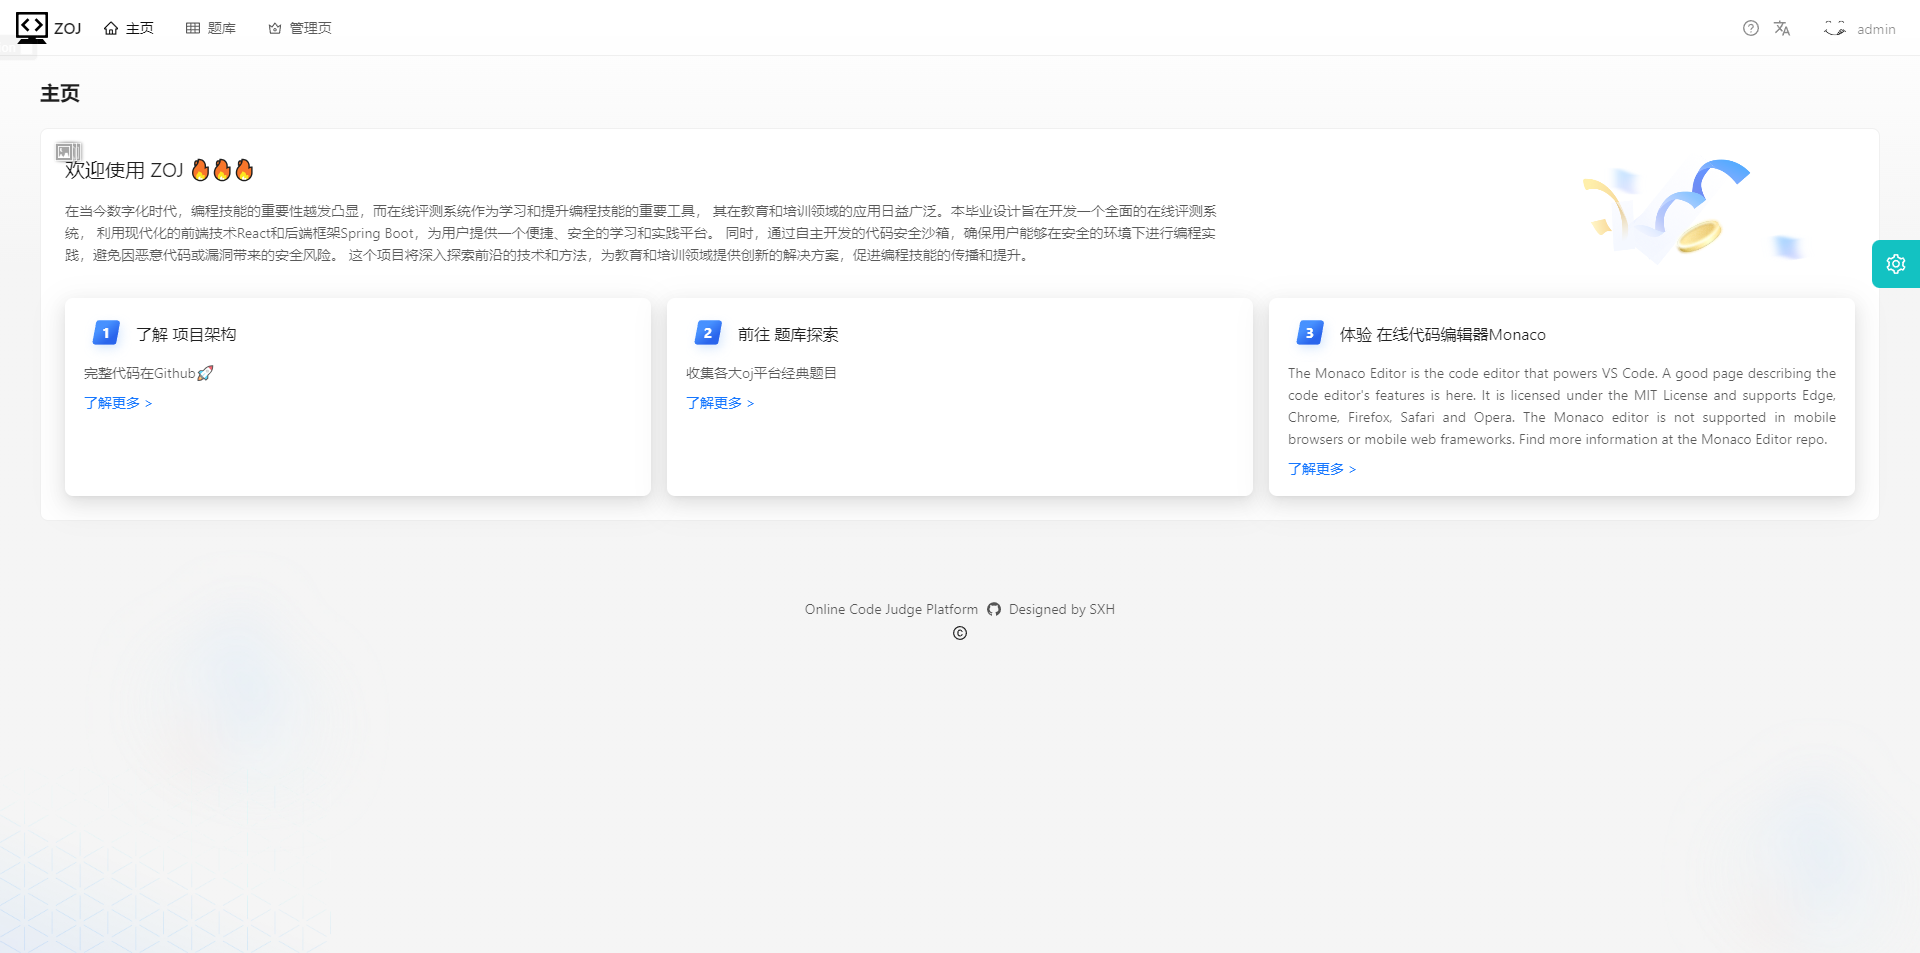 ZOJ 主页 题库 管理页 admin
主页
欢迎使用 ZOJ 🔥🔥🔥
在当今数字化时代，编程技能的重要性越发凸显，而在线评测系统作为学习和提升编程技能的重要工具， 其在教育和培训领域的应用日益广泛。本毕业设计旨在开发一个全面的在线评测系
统， 利用现代化的前端技术React和后端框架Spring Boot，为用户提供一个便捷、安全的学习和实践平台。 同时，通过自主开发的代码安全沙箱，确保用户能够在安全的环境下进行编程实
践，避免因恶意代码或漏洞带来的安全风险。 这个项目将深入探索前沿的技术和方法，为教育和培训领域提供创新的解决方案，促进编程技能的传播和提升。
1 了解 项目架构
完整代码在Github🚀
了解更多 >
2 前往 题库探索
收集各大oj平台经典题目
了解更多 >
3 体验 在线代码编辑器Monaco
The Monaco Editor is the code editor that powers VS Code. A good page describing the
code editor's features is here. It is licensed under the MIT License and supports Edge,
Chrome, Firefox, Safari and Opera. The Monaco editor is not supported in mobile
browsers or mobile web frameworks. Find more information at the Monaco Editor repo.
了解更多 >
Online Code Judge Platform Designed by SXH
©